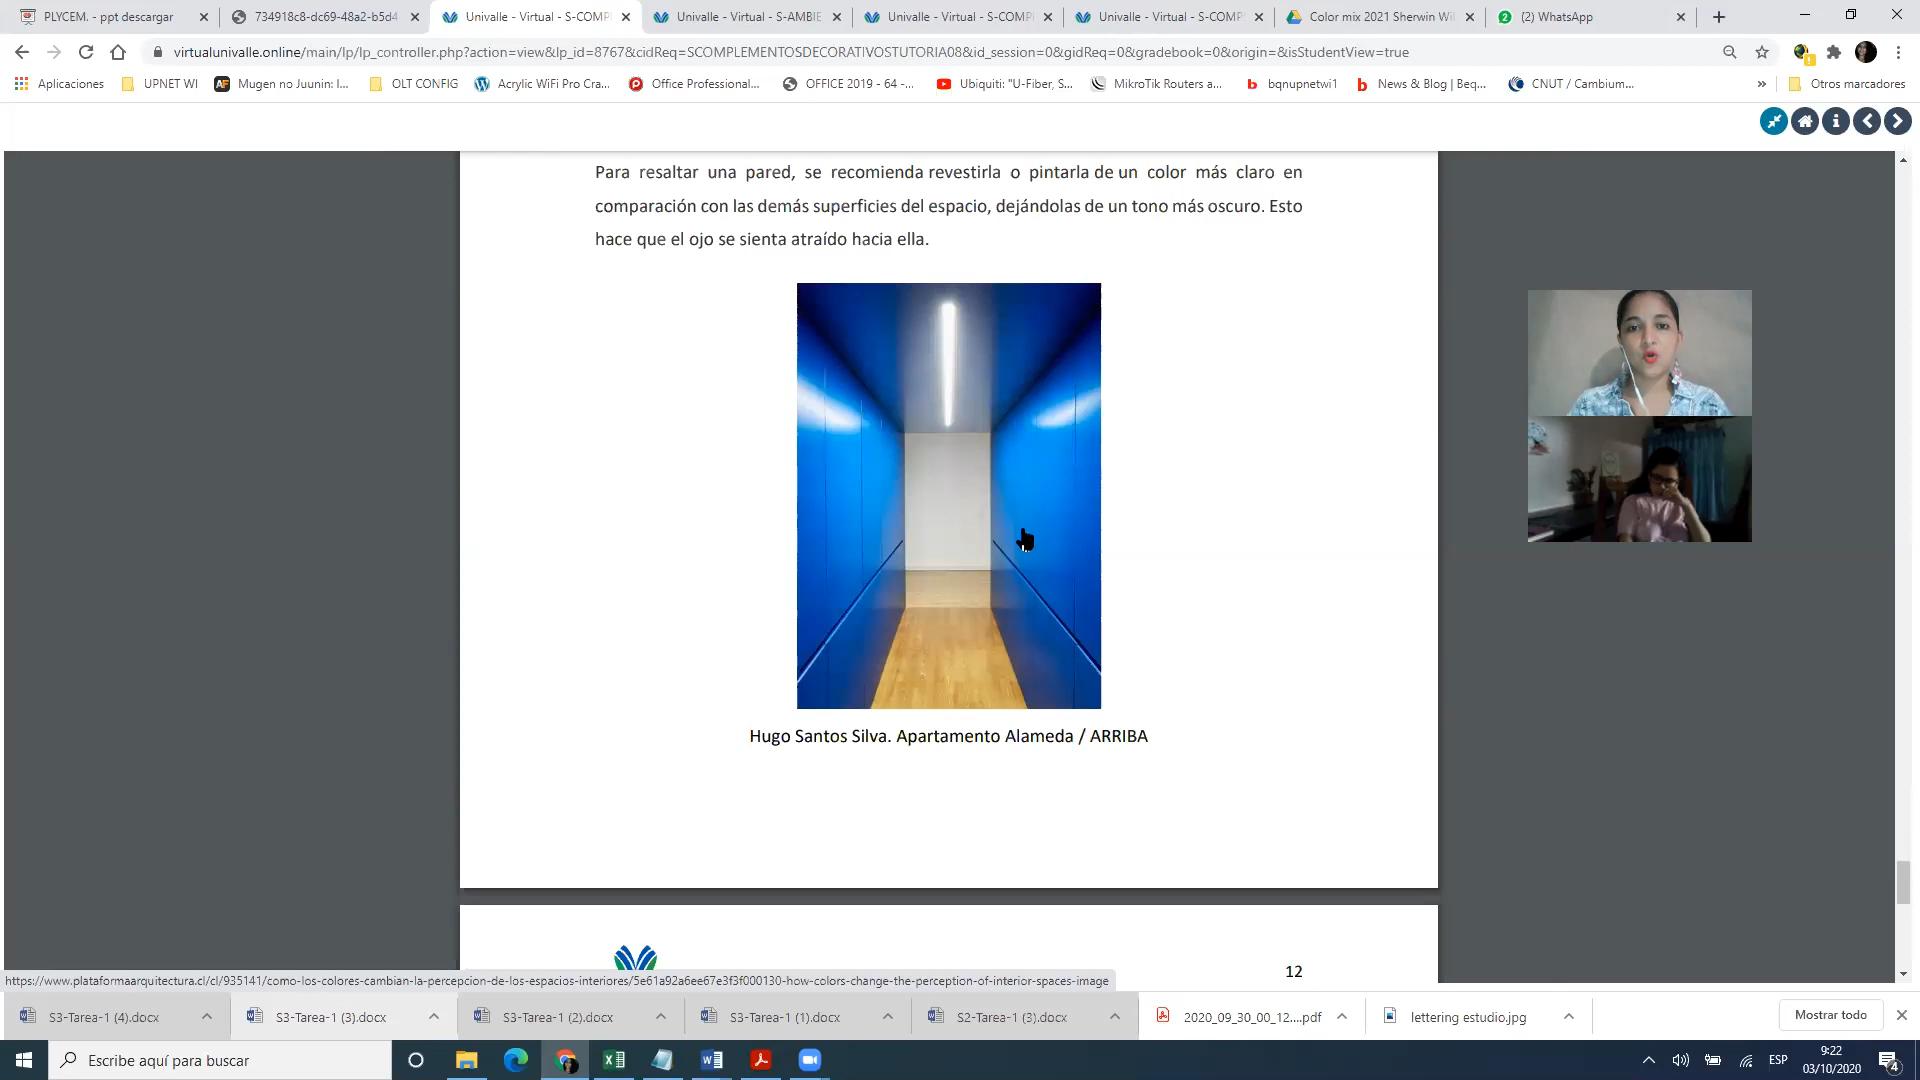 PLYCEM. - ppt descargar
734918c8-dc69-48a2-b5d4
Univalle - Virtual - S-COMPL
Univalle - Virtual - S-AMBIE
Univalle - Virtual - S-COMPL
Univalle - Virtual - S-COMPL
Color mix 2021 Sherwin Wil
(2) WhatsApp
virtualunivalle.online/main/lp/lp_controller.php?action=view&lp_id=8767&cidReq=SCOMPLEMENTOSDECORATIVOSTUTORIA08&id_session=0&gidReq=0&gradebook=0&origin=&isStudentView=true
Aplicaciones
UPNET WI
Mugen no Juunin: I...
OLT CONFIG
Acrylic WiFi Pro Cra...
Office Professional...
OFFICE 2019 - 64 -...
Ubiquiti: "U-Fiber, S...
MikroTik Routers a...
bqnupnetwi1
News & Blog | Beq...
CNUT / Cambium...
»
Otros marcadores
Para resaltar una pared, se recomienda revestirla o pintarla de un color más claro en
comparación con las demás superficies del espacio, dejándolas de un tono más oscuro. Esto
hace que el ojo se sienta atraído hacia ella.
Hugo Santos Silva. Apartamento Alameda / ARRIBA
12
https://www.plataformaarquitectura.cl/cl/935141/como-los-colores-cambian-la-percepcion-de-los-espacios-interiores/5e61a92a6ee67e3f3f000130-how-colors-change-the-perception-of-interior-spaces-image
S3-Tarea-1 (4).docx
S3-Tarea-1 (3).docx
S3-Tarea-1 (2).docx
S3-Tarea-1 (1).docx
S2-Tarea-1 (3).docx
2020_09_30_00_12....pdf
lettering estudio.jpg
Mostrar todo
Escribe aquí para buscar
ESP
9:22
03/10/2020
4